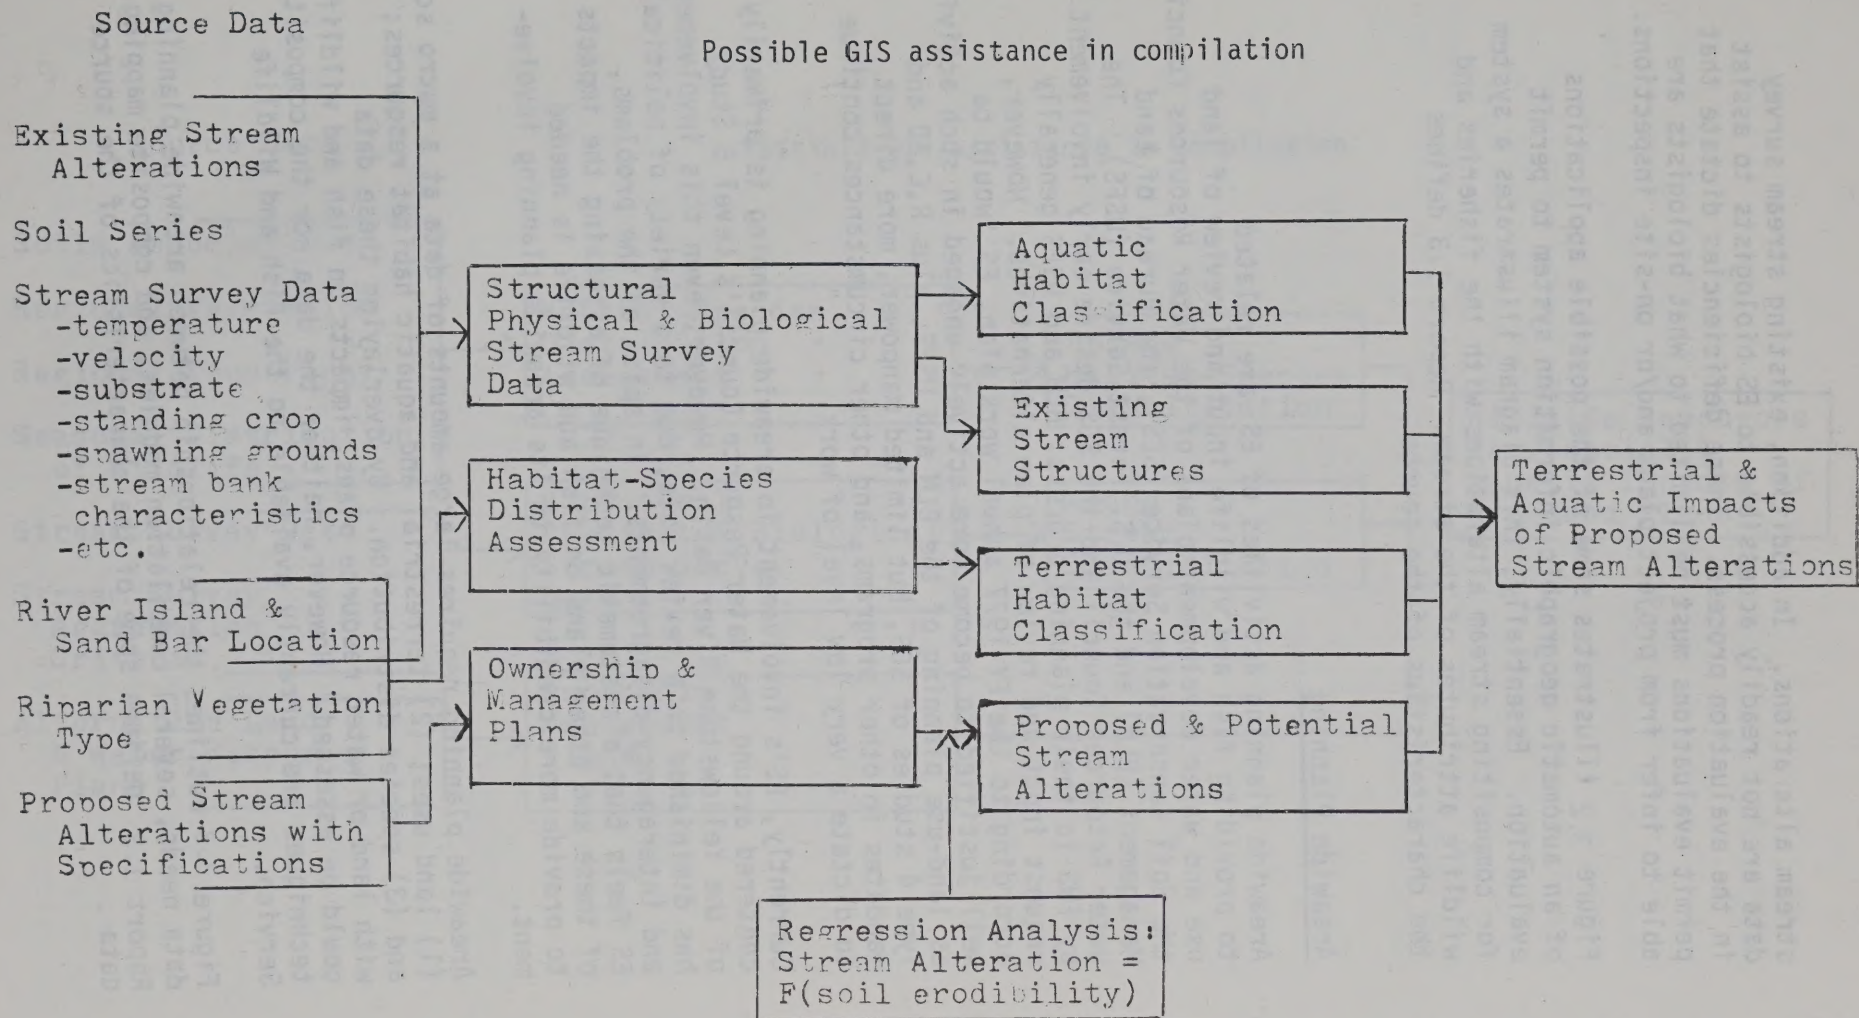 Source Data
Possible GIS assistance in compilation
Existing Stream
Alterations
Soil Series
Stream Survey Data
-temperature
-velocity
-substrate
-standing crop
-spawning grounds
-stream bank
characteristics
-etc.
River Island &
Sand Bar Location
Riparian Vegetation
Type
Proposed Stream
Alterations with
Specifications
Structural
Physical & Biological
Stream Survey
Data
Habitat-Species
Distribution
Assessment
Ownership &
Management
Plans
Aquatic
Habitat
Classification
Existing
Stream
Structures
Terrestrial
Habitat
Classification
Proposed & Potential
Stream
Alterations
Regression Analysis:
Stream Alteration =
F(soil erodibility)
Terrestrial &
Aquatic Impacts
of Proposed
Stream Alterations